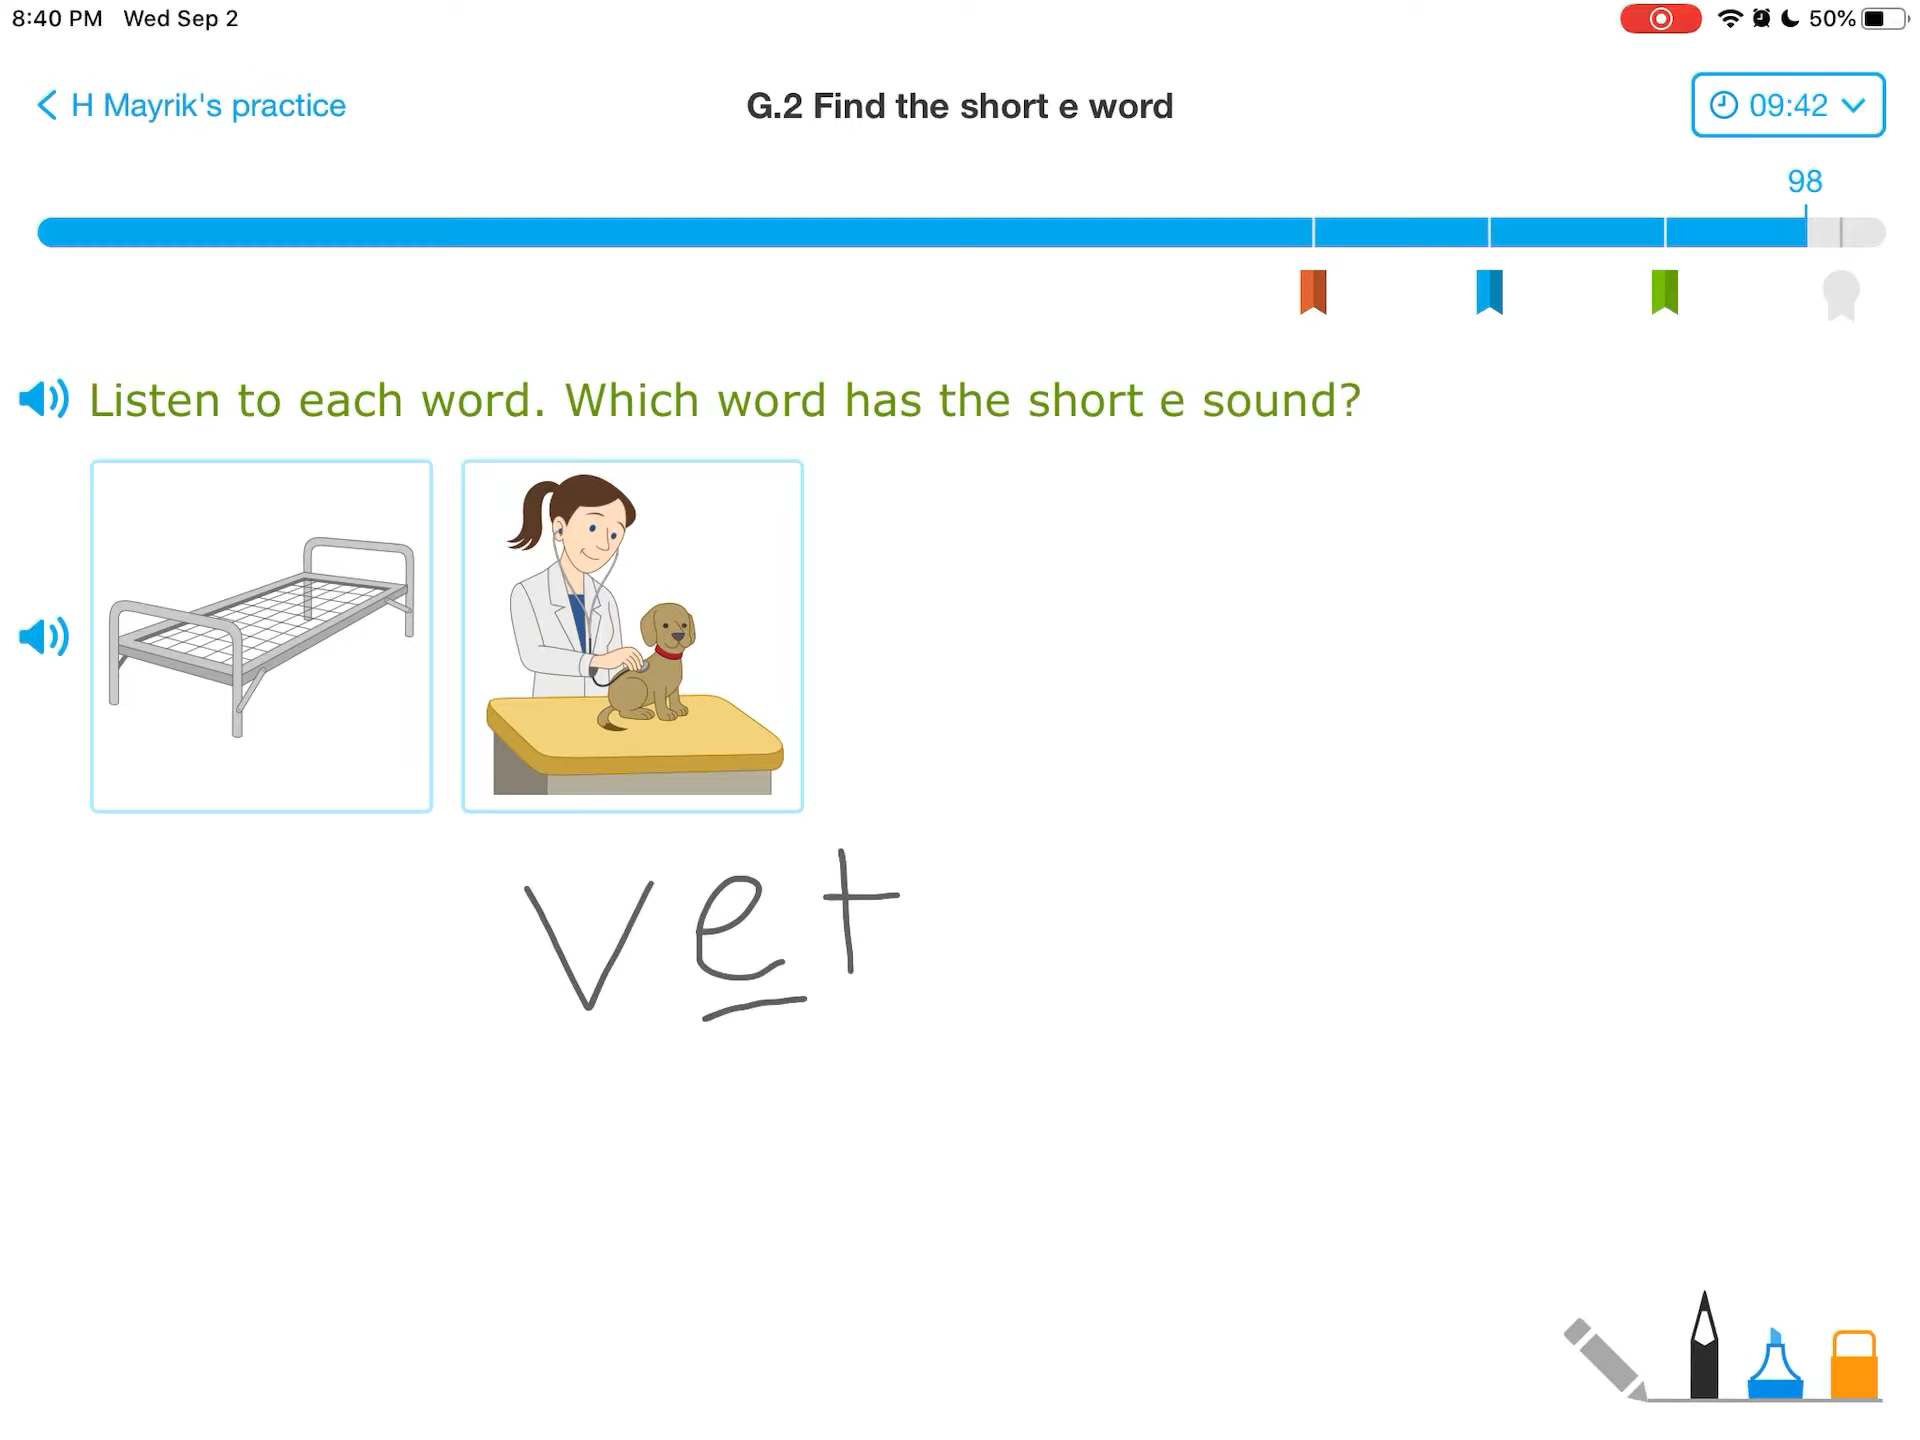 8:40 PM Wed Sep 2 50%
H Mayrik's practice G.2 Find the short e word 09:42
98
Listen to each word. Which word has the short e sound?
vet